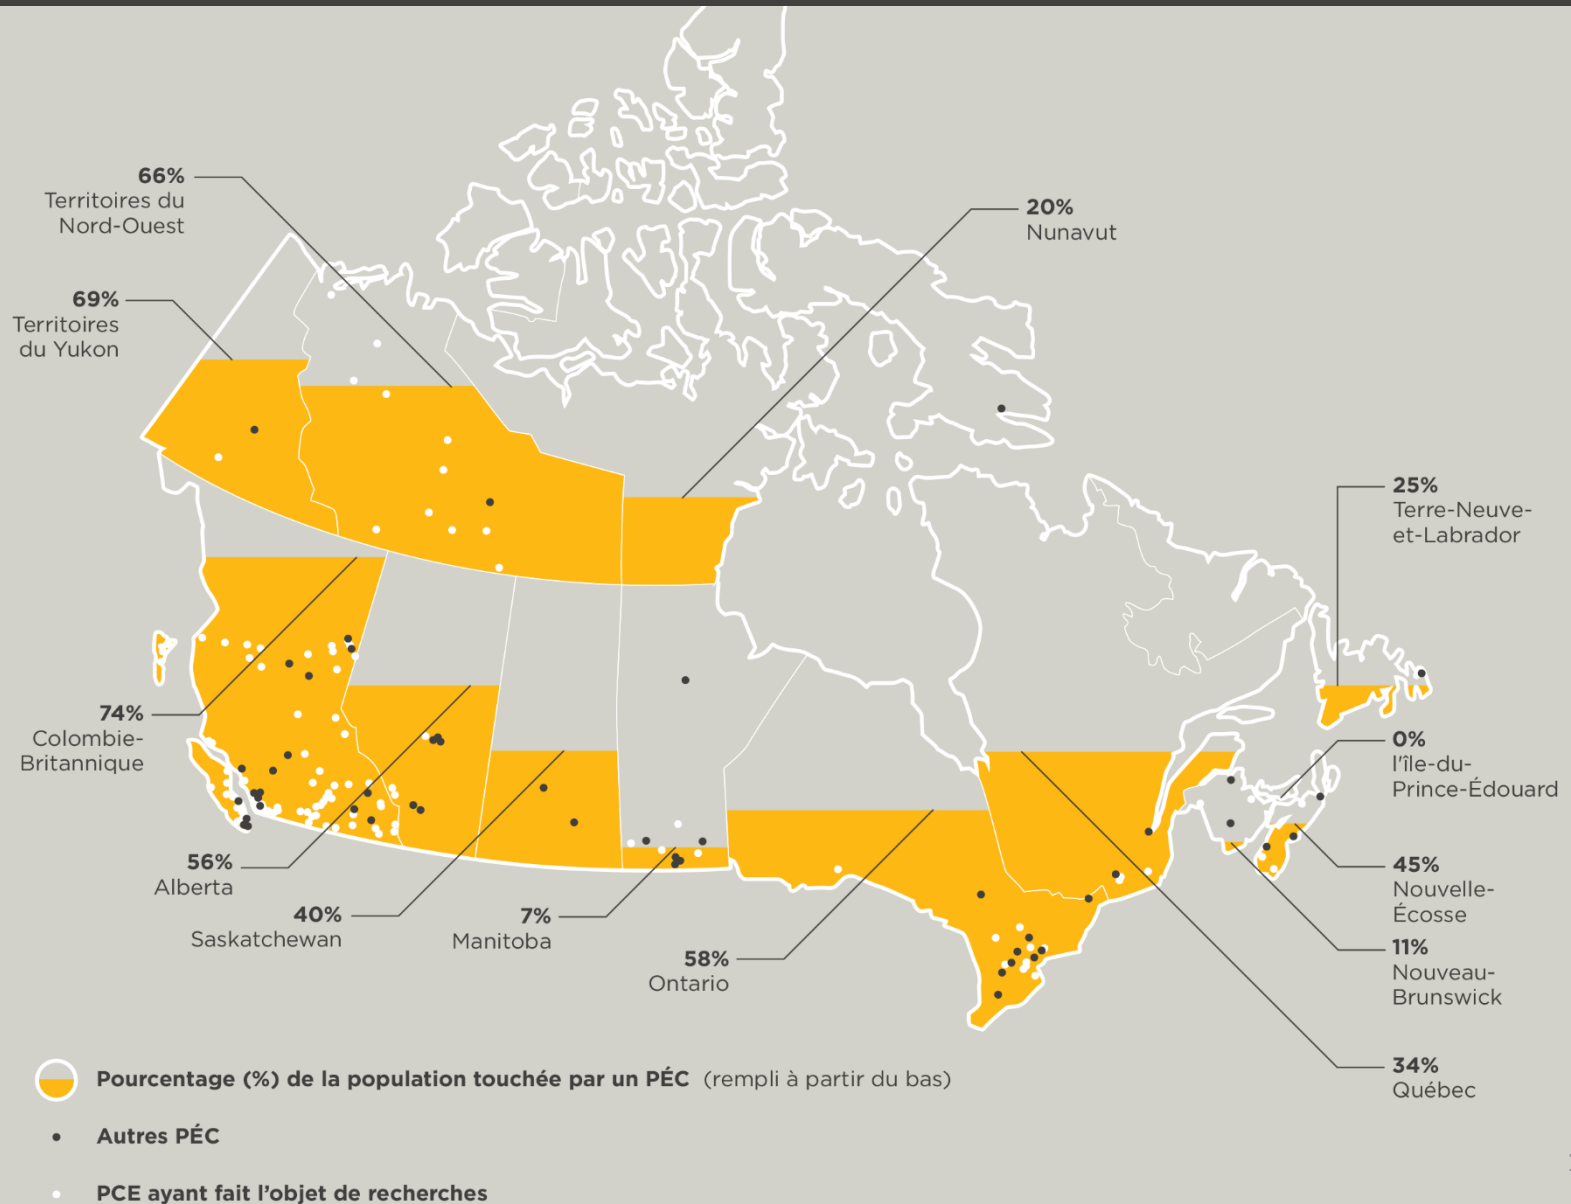 66%
Territoires du
Nord-Ouest
20%
Nunavut
69%
Territoires
du Yukon
25%
Terre-Neuve-
et-Labrador
74%
Colombie-
Britannique
0%
l'île-du-
Prince-Édouard
56%
Alberta
45%
Nouvelle-
Écosse
40%
Saskatchewan
7%
Manitoba
58%
Ontario
11%
Nouveau-
Brunswick
34%
Québec
Pourcentage (%) de la population touchée par un PÉC (rempli à partir du bas)
Autres PÉC
PCE ayant fait l'objet de recherches